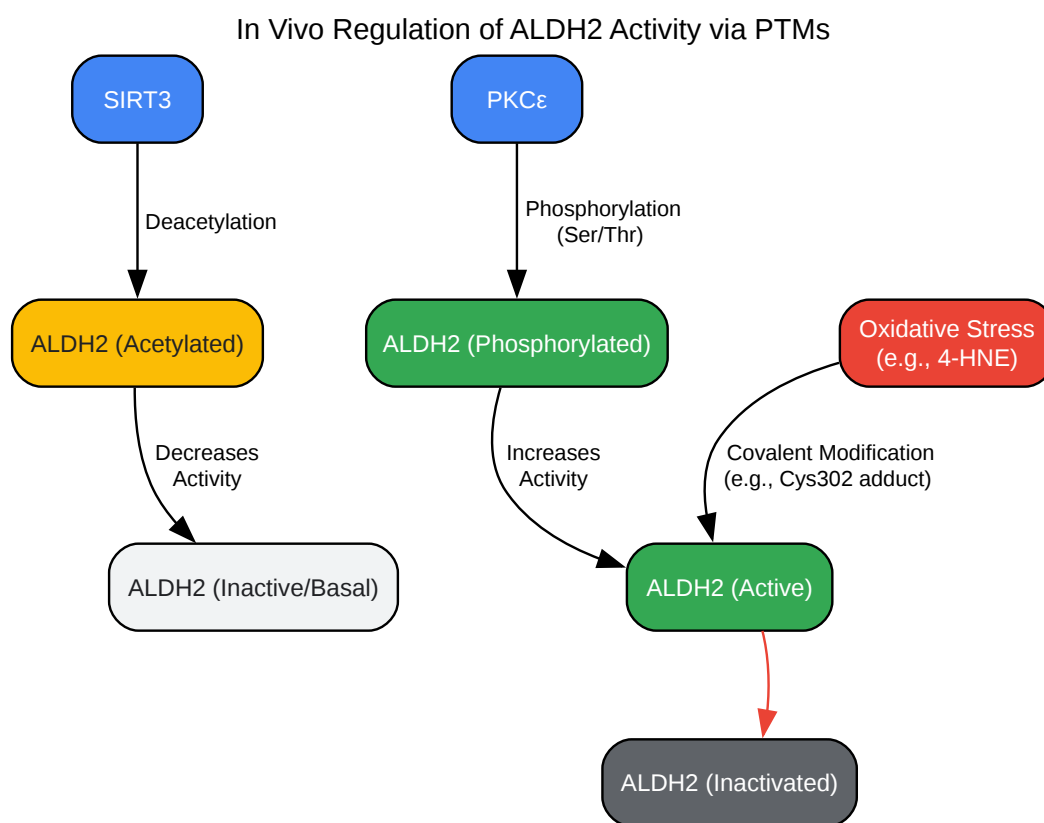 In Vivo Regulation of ALDH2 Activity via PTMs
SIRT3
PKCε
Deacetylation
Phosphorylation
(Ser/Thr)
ALDH2 (Acetylated)
ALDH2 (Phosphorylated)
Oxidative Stress
(e.g., 4-HNE)
Decreases
Activity
Increases
Activity
Covalent Modification
(e.g., Cys302 adduct)
ALDH2 (Inactive/Basal)
ALDH2 (Active)
ALDH2 (Inactivated)